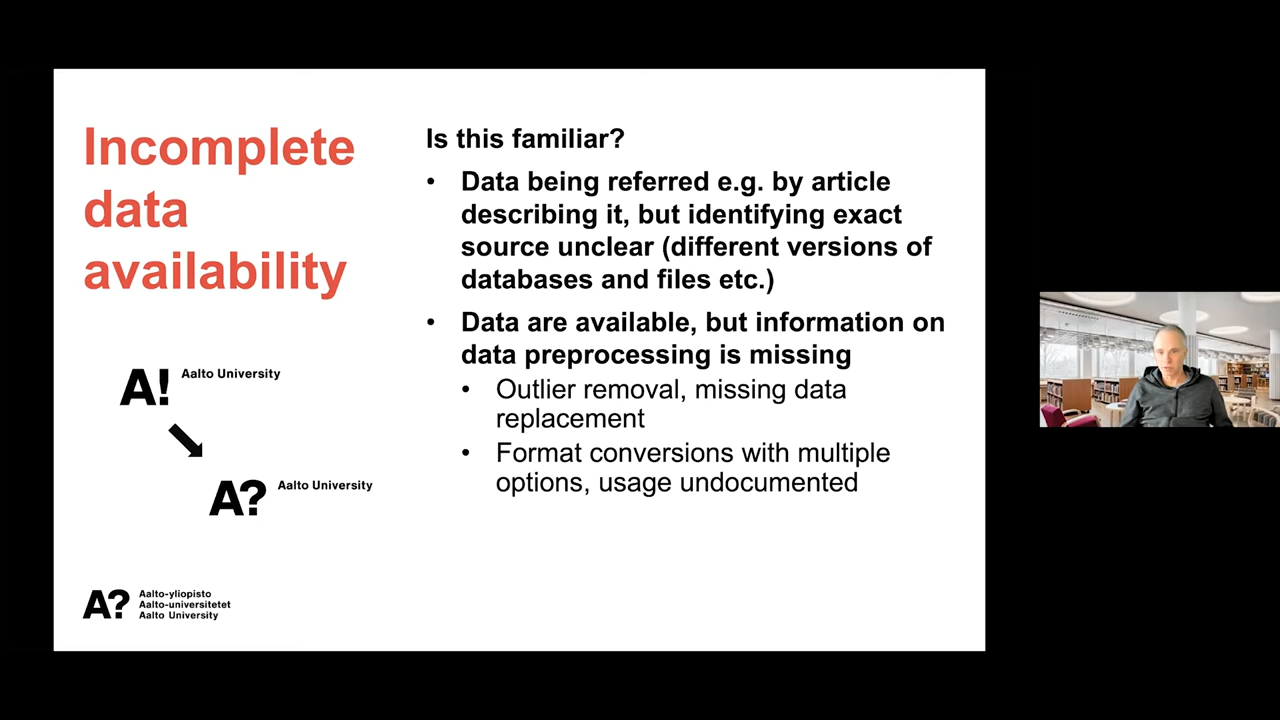 Incomplete
data
availability
Is this familiar?
• Data being referred e.g. by article
describing it, but identifying exact
source unclear (different versions of
databases and files etc.)
• Data are available, but information on
data preprocessing is missing
• Outlier removal, missing data
replacement
• Format conversions with multiple
options, usage undocumented
A! Aalto University
A? Aalto University
A? Aalto-yliopisto
Aalto-universitetet
Aalto University